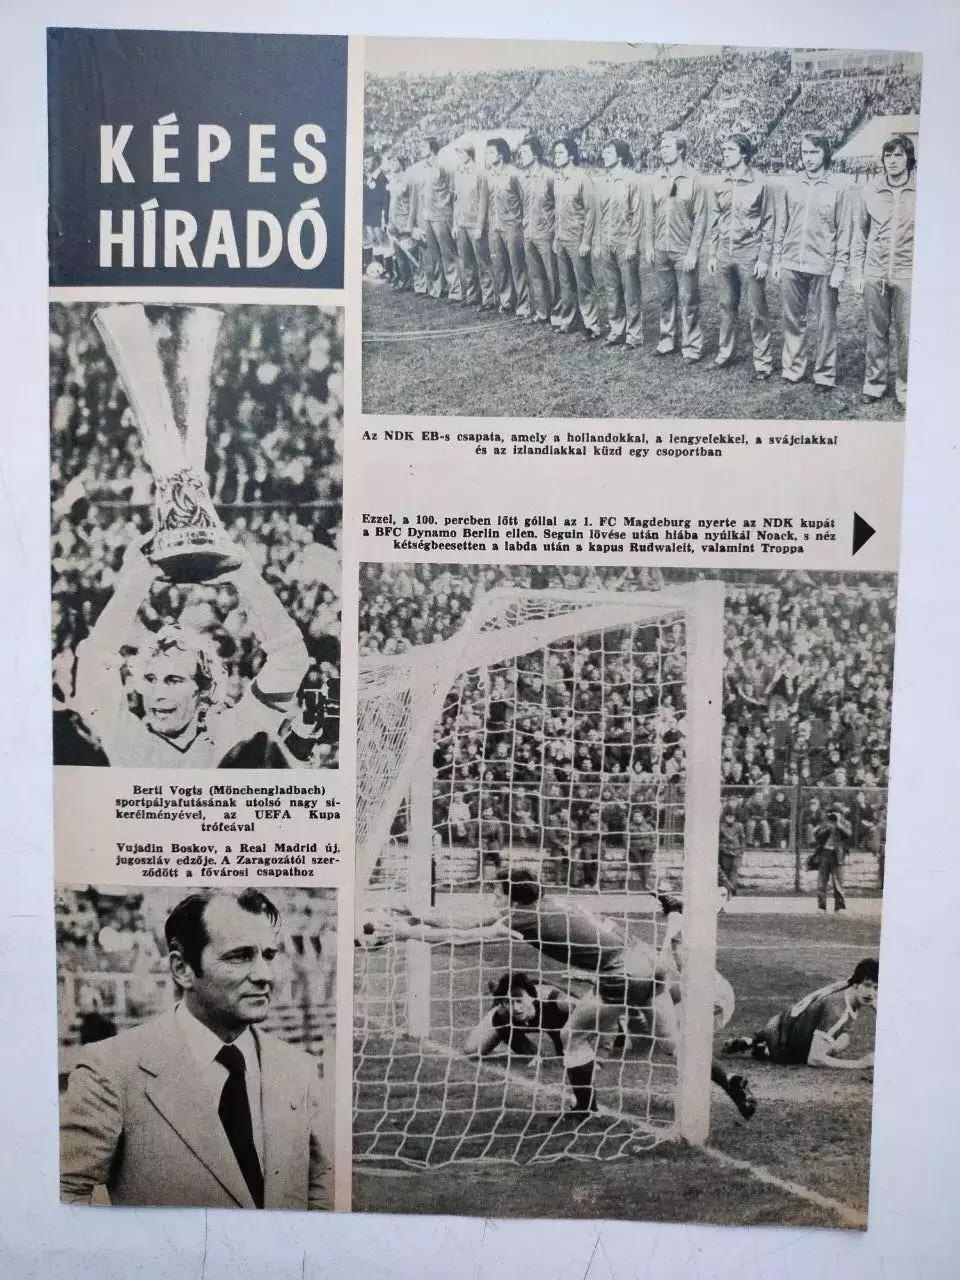 KÉPES
HÍRADÓ
Az NDK EB-s csapata, amely a hollandokkal, a lengyelekkel, a svájciakkal
és az izlandiakkal küzd egy csoportban
Ezzel, a 100. percben lőtt góllal az 1. FC Magdeburg nyerte az NDK kupát
a BFC Dynamo Berlin ellen. Seguin lövése után hiába nyúlkál Noack, s néz
kétségbeesetten a labda után a kapus Rudwaleit, valamint Troppa
Berti Vogts (Mönchengladbach)
sportpályafutásának utolsó nagy si-
kerélményével, az UEFA Kupa
trófeával
Vujadin Boskov, a Real Madrid új,
jugoszláv edzője. A Zaragozától szer-
ződött a fővárosi csapathoz